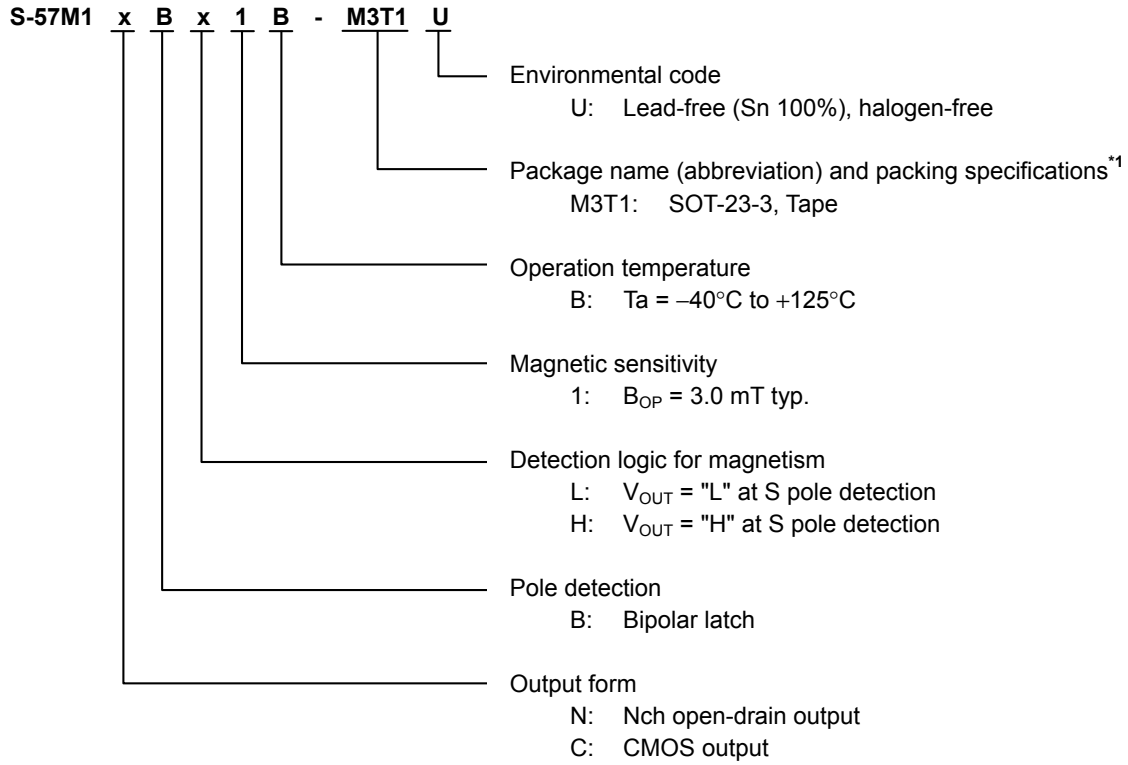 S-57M1 x B x 1 B - M3T1 U
Environmental code
U: Lead-free (Sn 100%), halogen-free
Package name (abbreviation) and packing specifications*1
M3T1: SOT-23-3, Tape
Operation temperature
B: Ta = −40°C to +125°C
Magnetic sensitivity
1: BOP = 3.0 mT typ.
Detection logic for magnetism
L: VOUT = "L" at S pole detection
H: VOUT = "H" at S pole detection
Pole detection
B: Bipolar latch
Output form
N: Nch open-drain output
C: CMOS output